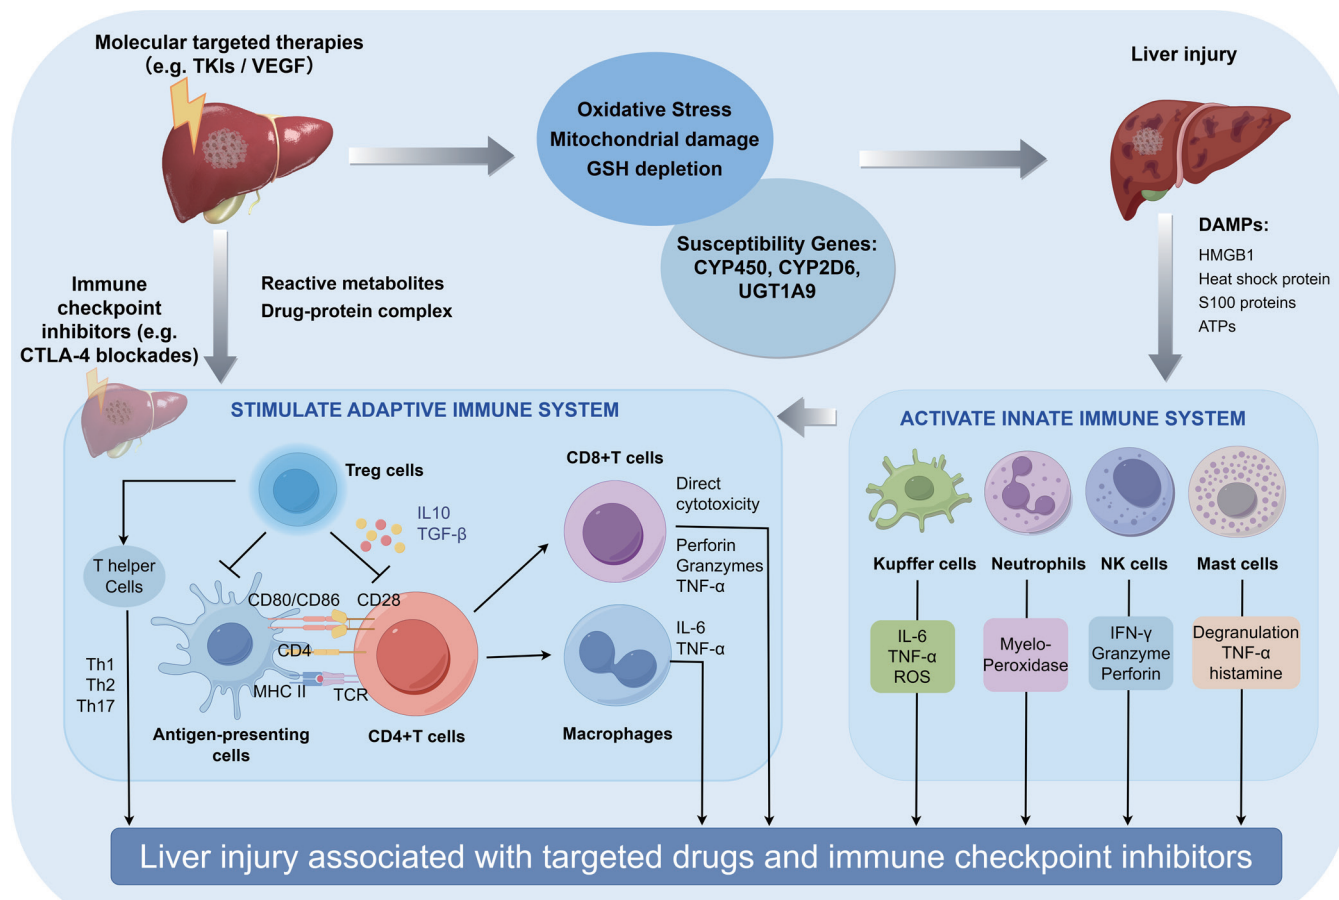 Molecular targeted therapies
(e.g. TKIs / VEGF)
Oxidative Stress
Mitochondrial damage
GSH depletion
Susceptibility Genes:
CYP450, CYP2D6,
UGT1A9
Liver injury
DAMPs:
HMGB1
Heat shock protein
S100 proteins
ATPs
Immune
checkpoint
inhibitors (e.g.
CTLA-4 blockades)
Reactive metabolites
Drug-protein complex
STIMULATE ADAPTIVE IMMUNE SYSTEM
Treg cells
IL10
TGF-β
T helper
Cells
Th1
Th2
Th17
CD80/CD86
CD28
CD4
MHC II
TCR
Antigen-presenting
cells
CD4+T cells
CD8+T cells
Direct
cytotoxicity
Perforin
Granzymes
TNF-α
IL-6
TNF-α
Macrophages
ACTIVATE INNATE IMMUNE SYSTEM
Kupffer cells
Neutrophils
NK cells
Mast cells
IL-6
TNF-α
ROS
Myelo-
Peroxidase
IFN-γ
Granzyme
Perforin
Degranulation
TNF-α
histamine
Liver injury associated with targeted drugs and immune checkpoint inhibitors